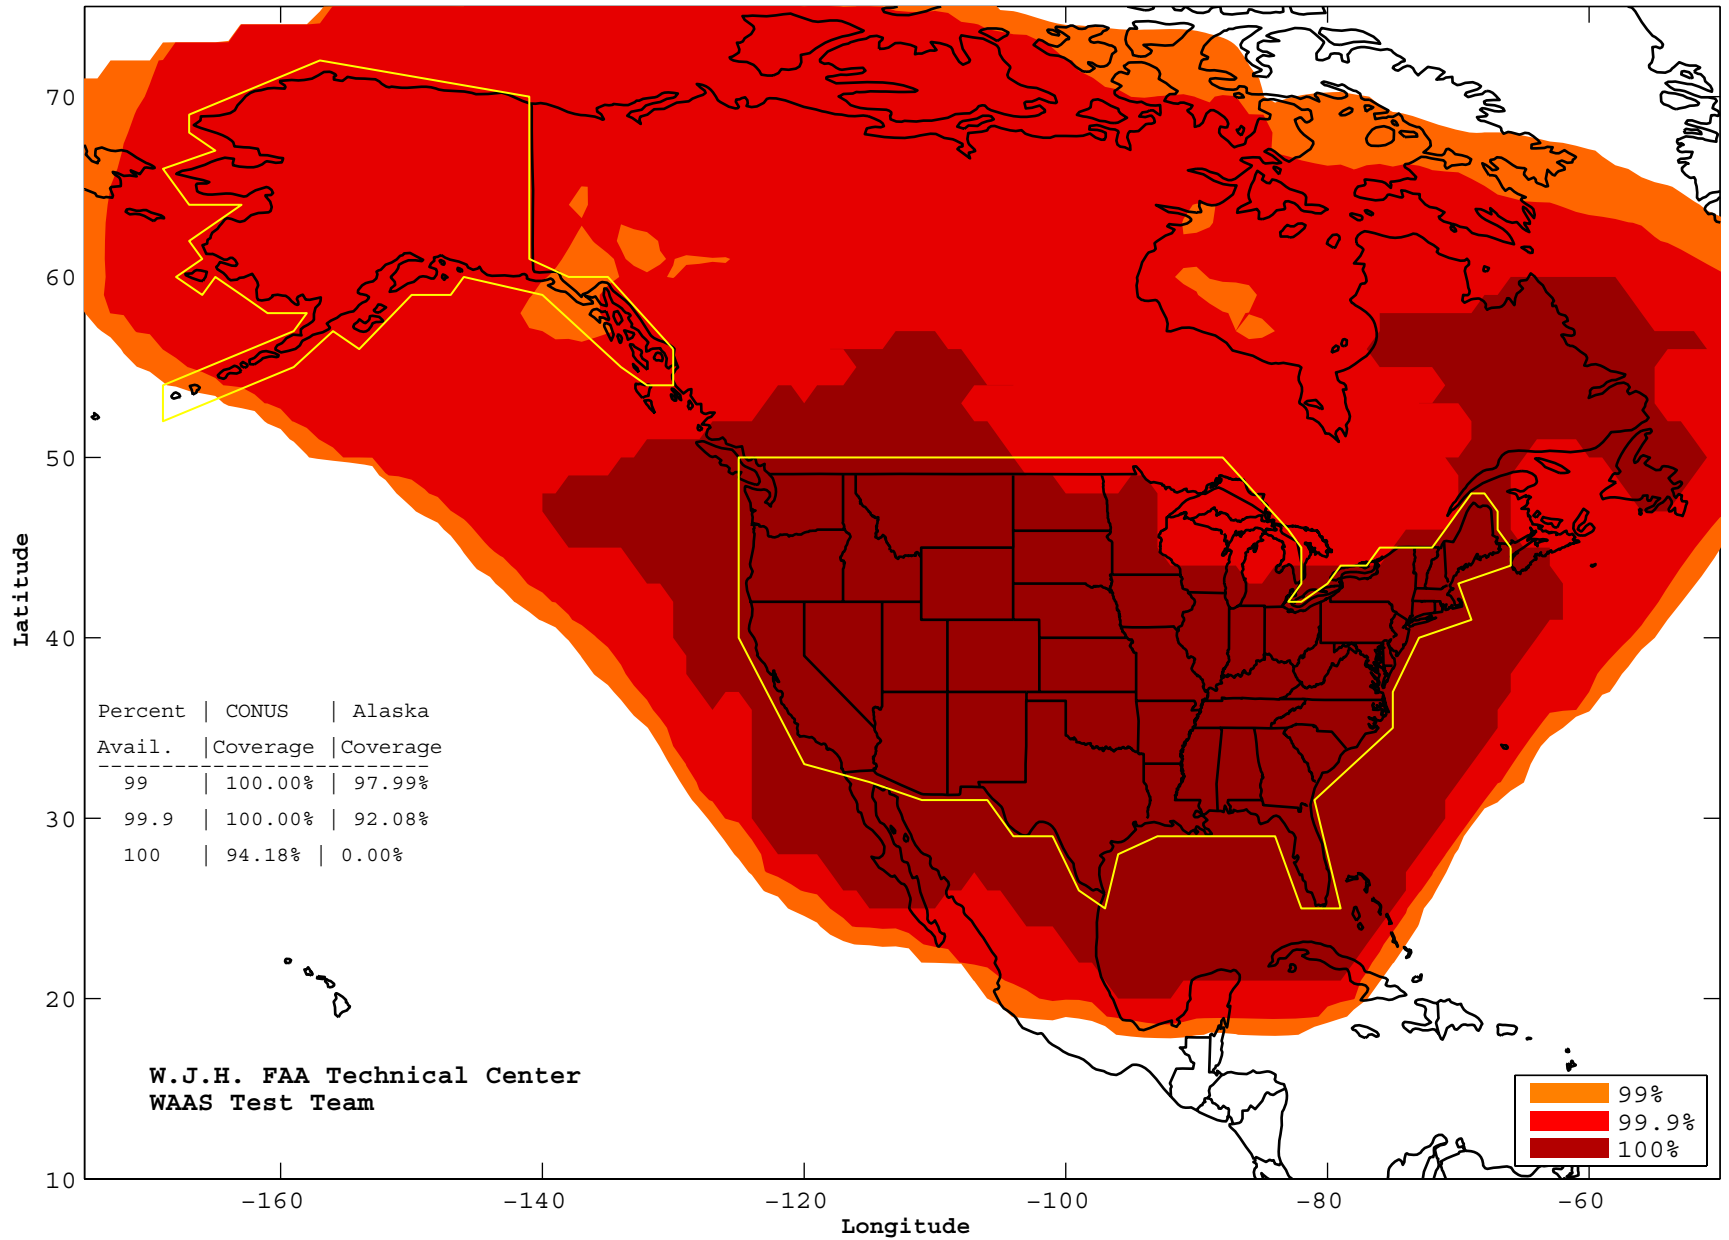 70
60
50
40
30
20
10
Latitude
Percent | CONUS | Alaska
Avail. |Coverage |Coverage
--------------------------
99 | 100.00% | 97.99%
99.9 | 100.00% | 92.08%
100 | 94.18% | 0.00%
W.J.H. FAA Technical Center
WAAS Test Team
99%
99.9%
100%
-160 -140 -120 -100 -80 -60
Longitude